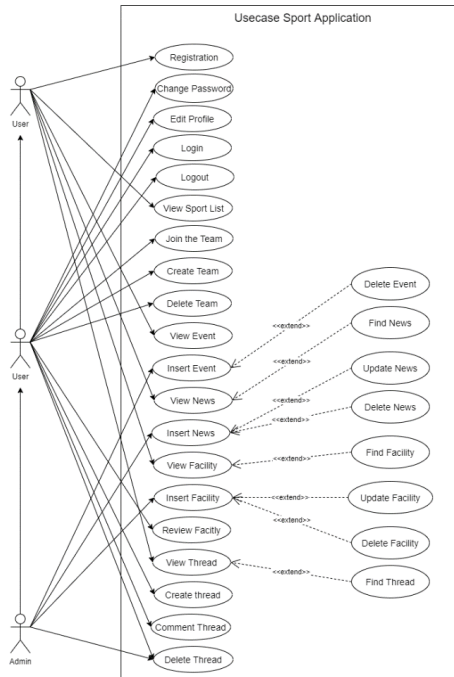 Usecase Sport Application
Registration
User
Change Password
Edit Profile
Login
Logout
View Sport List
Join the Team
Create Team
Delete Team
View Event
User
Insert Event
View News
Insert News
View Facility
Insert Facility
Review Facitly
View Thread
Create thread
Comment Thread
Delete Thread
Admin
Delete Event
<<extend>>
Find News
<<extend>>
Update News
<<extend>>
Delete News
<<extend>>
Find Facility
<<extend>>
Update Facility
<<extend>>
Delete Facility
<<extend>>
Find Thread
<<extend>>